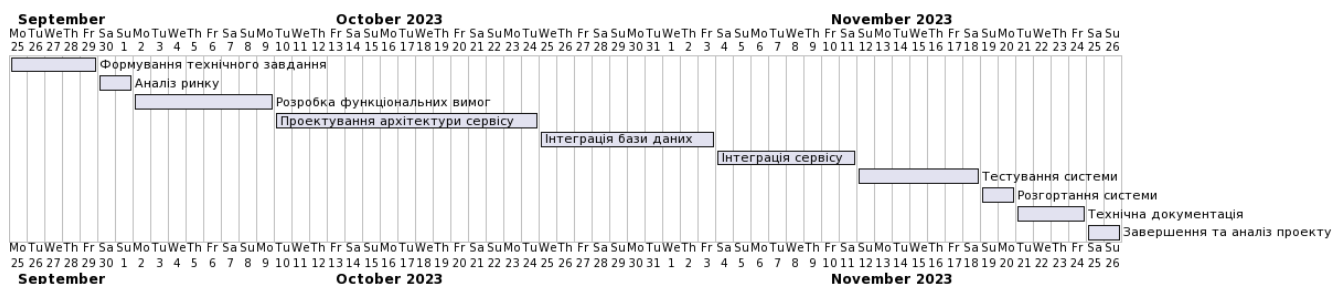 September October 2023 November 2023
Mo Tu We Th Fr Sa Su Mo Tu We Th Fr Sa Su Mo Tu We Th Fr Sa Su Mo Tu We Th Fr Sa Su Mo Tu We Th Fr Sa Su Mo Tu We Th Fr Sa Su Mo Tu We Th Fr Sa Su Mo Tu We Th Fr Sa Su Mo Tu We Th Fr Sa Su
25 26 27 28 29 30 1 2 3 4 5 6 7 8 9 10 11 12 13 14 15 16 17 18 19 20 21 22 23 24 25 26 27 28 29 30 31 1 2 3 4 5 6 7 8 9 10 11 12 13 14 15 16 17 18 19 20 21 22 23 24 25 26
Формування технічного завдання
Аналіз ринку
Розробка функціональних вимог
Проектування архітектури сервісу
Інтеграція бази даних
Інтеграція сервісу
Тестування системи
Розгортання системи
Технічна документація
Завершення та аналіз проекту
Mo Tu We Th Fr Sa Su Mo Tu We Th Fr Sa Su Mo Tu We Th Fr Sa Su Mo Tu We Th Fr Sa Su Mo Tu We Th Fr Sa Su Mo Tu We Th Fr Sa Su Mo Tu We Th Fr Sa Su Mo Tu We Th Fr Sa Su Mo Tu We Th Fr Sa Su
25 26 27 28 29 30 1 2 3 4 5 6 7 8 9 10 11 12 13 14 15 16 17 18 19 20 21 22 23 24 25 26 27 28 29 30 31 1 2 3 4 5 6 7 8 9 10 11 12 13 14 15 16 17 18 19 20 21 22 23 24 25 26
September October 2023 November 2023